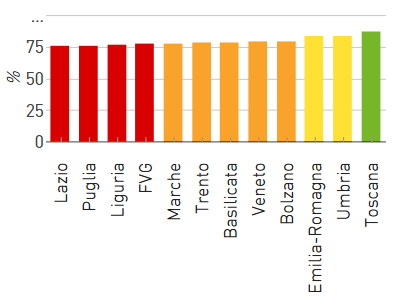 ...
75
50
25
0
%
Lazio
Puglia
Liguria
FVG
Marche
Trento
Basilicata
Veneto
Bolzano
Emilia-Romagna
Umbria
Toscana